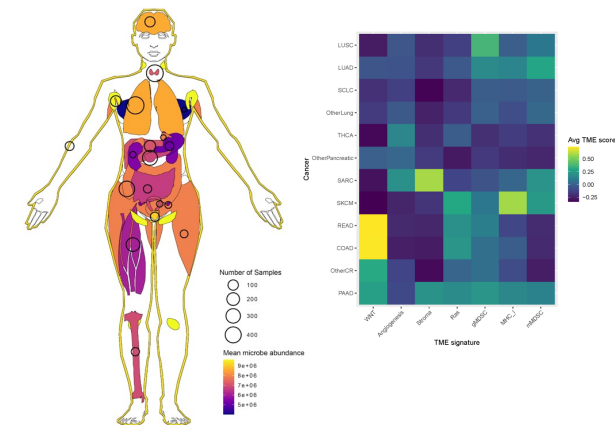 Number of Samples
100
200
300
400
Mean microbe abundance
9e+06
8e+06
7e+06
6e+06
5e+06
Cancer
LUSC
LUAD
SCLC
OtherLung
THCA
OtherPancreatic
SARC
SKCM
READ
COAD
OtherCR
PAAD
WNT
Angiogenesis
Stroma
Ras
gMDSC
MHC_I
mMDSC
TME signature
Avg TME score
0.50
0.25
0.00
−0.25